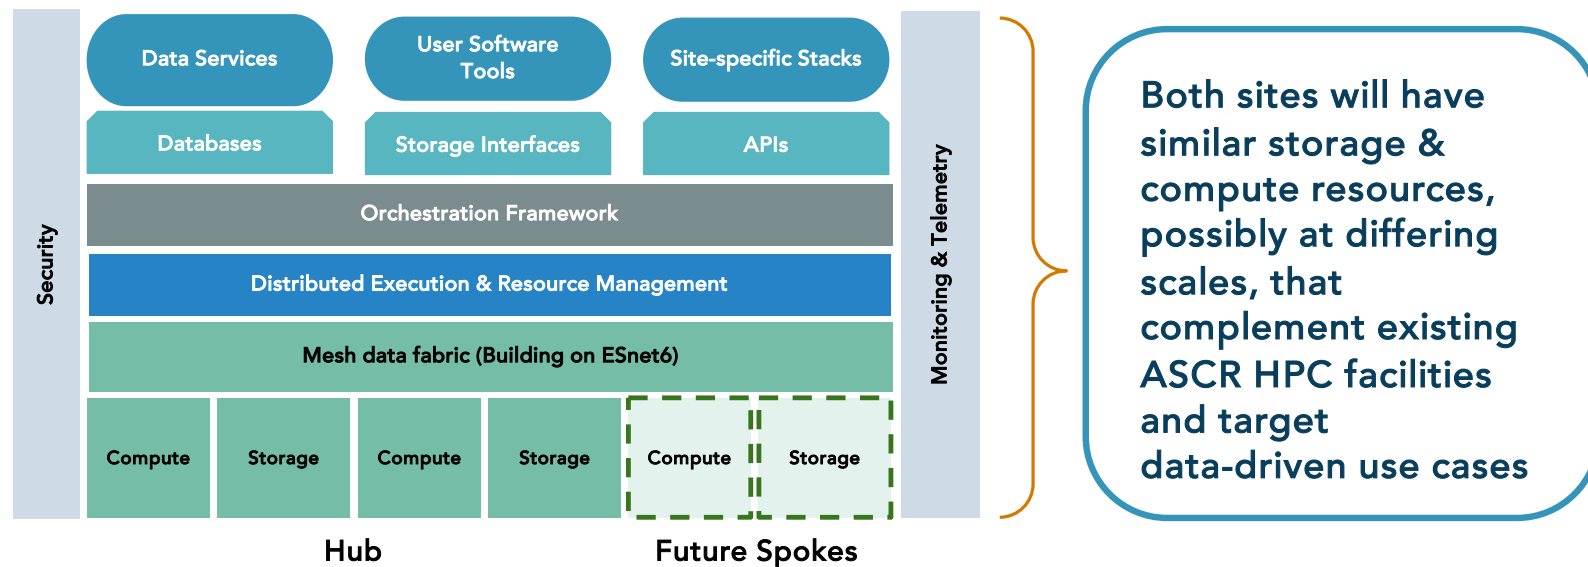 Security
Data Services
User Software
Tools
Site-specific Stacks
Databases
Storage Interfaces
APIs
Orchestration Framework
Distributed Execution & Resource Management
Mesh data fabric (Building on ESnet6)
Compute
Storage
Compute
Storage
Compute
Storage
Hub
Future Spokes
Monitoring & Telemetry
Both sites will have
similar storage &
compute resources,
possibly at differing
scales, that
complement existing
ASCR HPC facilities
and target
data-driven use cases